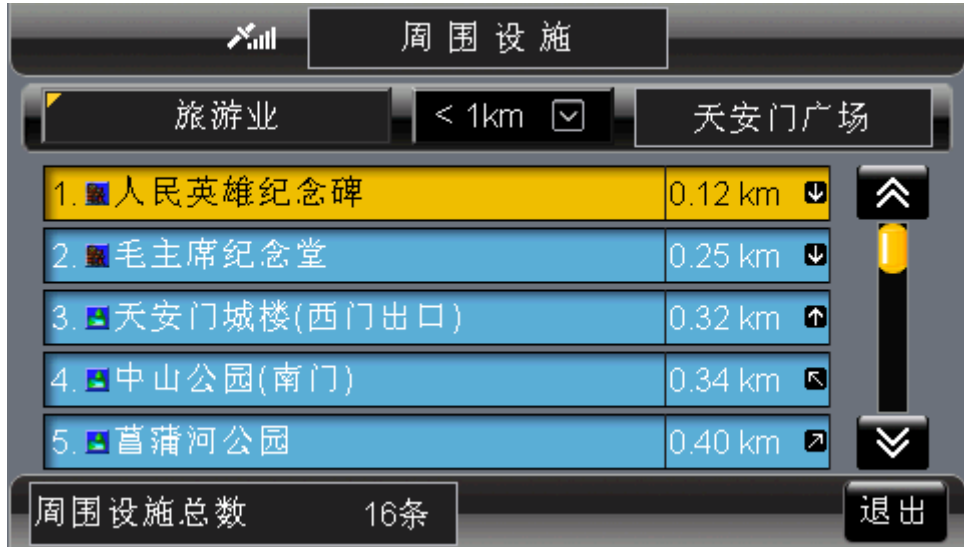 周围设施
旅游业 < 1km 天安门广场
1. 人民英雄纪念碑 0.12 km
2. 毛主席纪念堂 0.25 km
3. 天安门城楼(西门出口) 0.32 km
4. 中山公园(南门) 0.34 km
5. 菖蒲河公园 0.40 km
周围设施总数 16条 退出